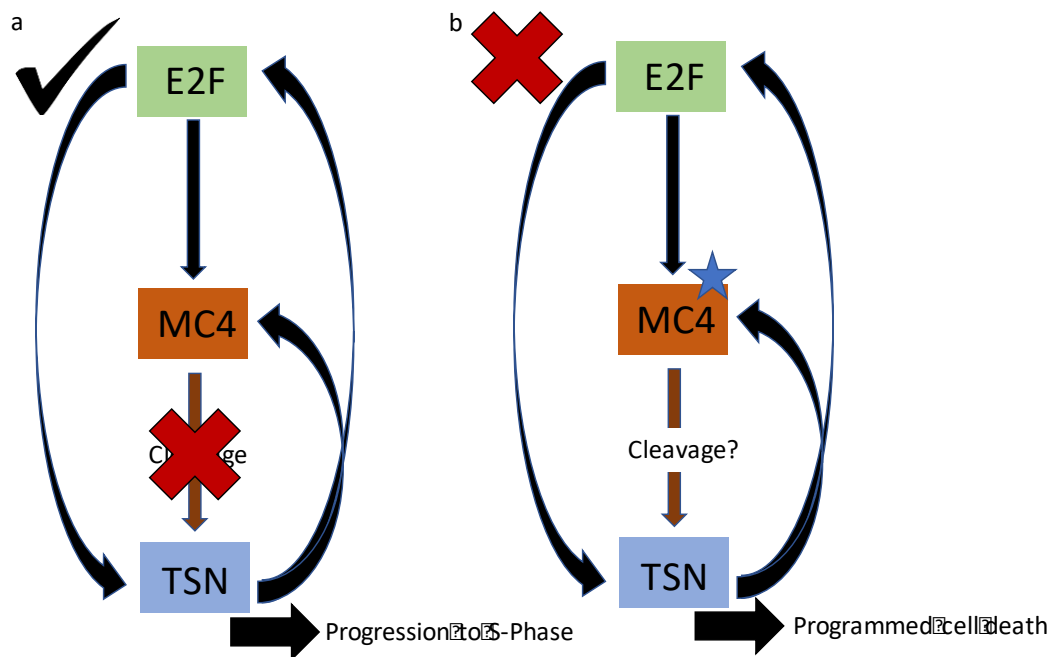 a
E2F
MC4
TSN
Progression to S-Phase
b
E2F
MC4
Cleavage?
TSN
Programmed cell death